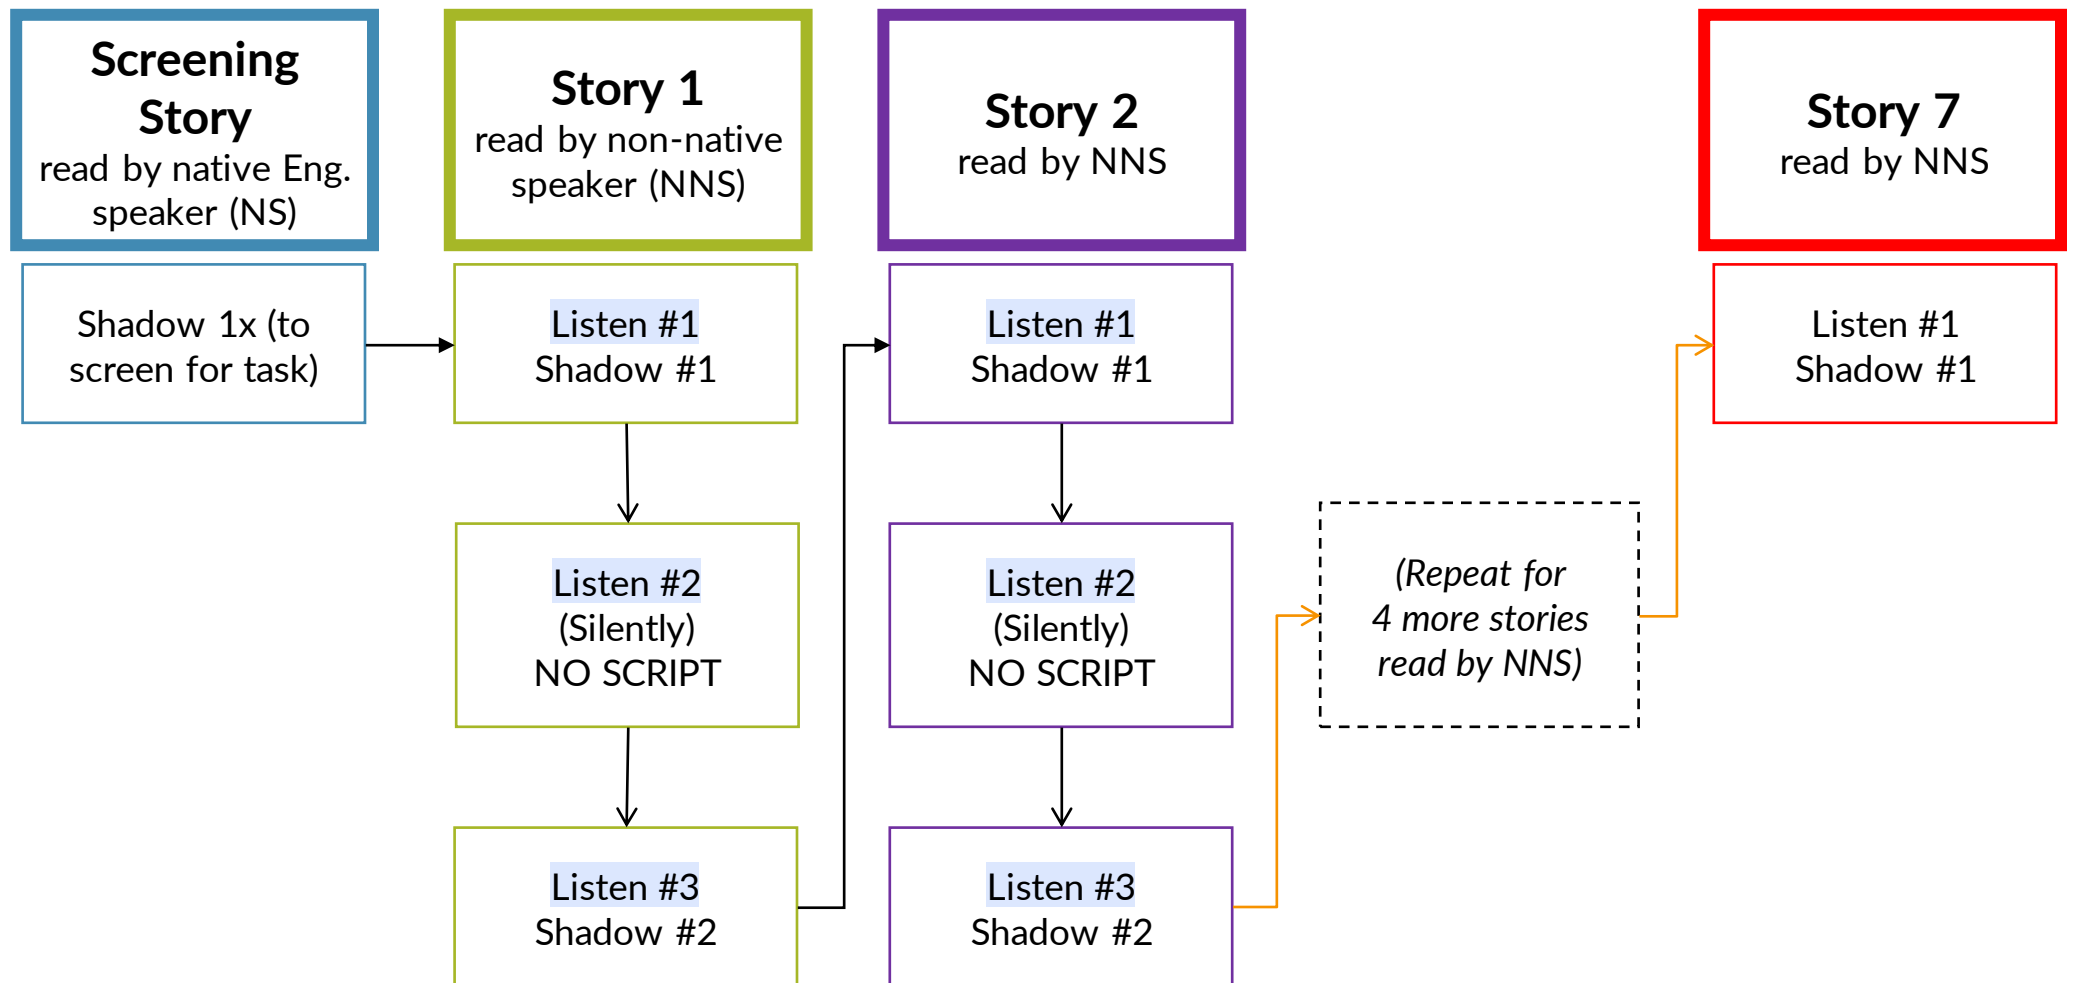 Screening
Story
read by native Eng.
speaker (NS)
Shadow 1x (to
screen for task)
Story 1
read by non-native
speaker (NNS)
Listen #1
Shadow #1
Listen #2
(Silently)
NO SCRIPT
Listen #3
Shadow #2
Story 2
read by NNS
Listen #1
Shadow #1
Listen #2
(Silently)
NO SCRIPT
Listen #3
Shadow #2
(Repeat for
4 more stories
read by NNS)
Story 7
read by NNS
Listen #1
Shadow #1